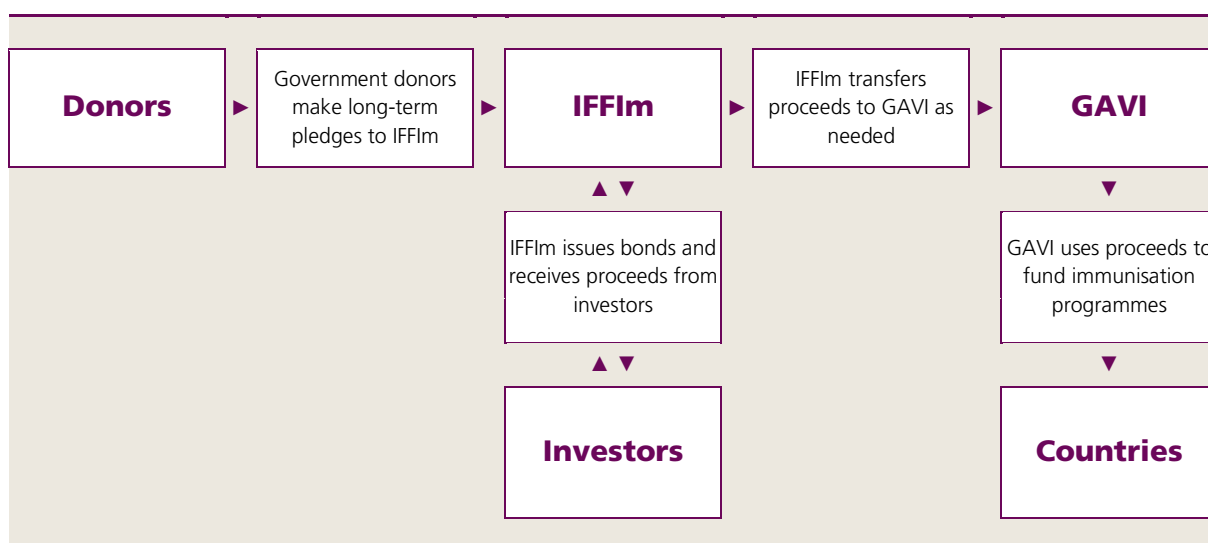 Donors
Government donors
make long-term
pledges to IFFIm
IFFIm
IFFIm transfers
proceeds to GAVI as
needed
GAVI
IFFIm issues bonds and
receives proceeds from
investors
GAVI uses proceeds to
fund immunisation
programmes
Investors
Countries